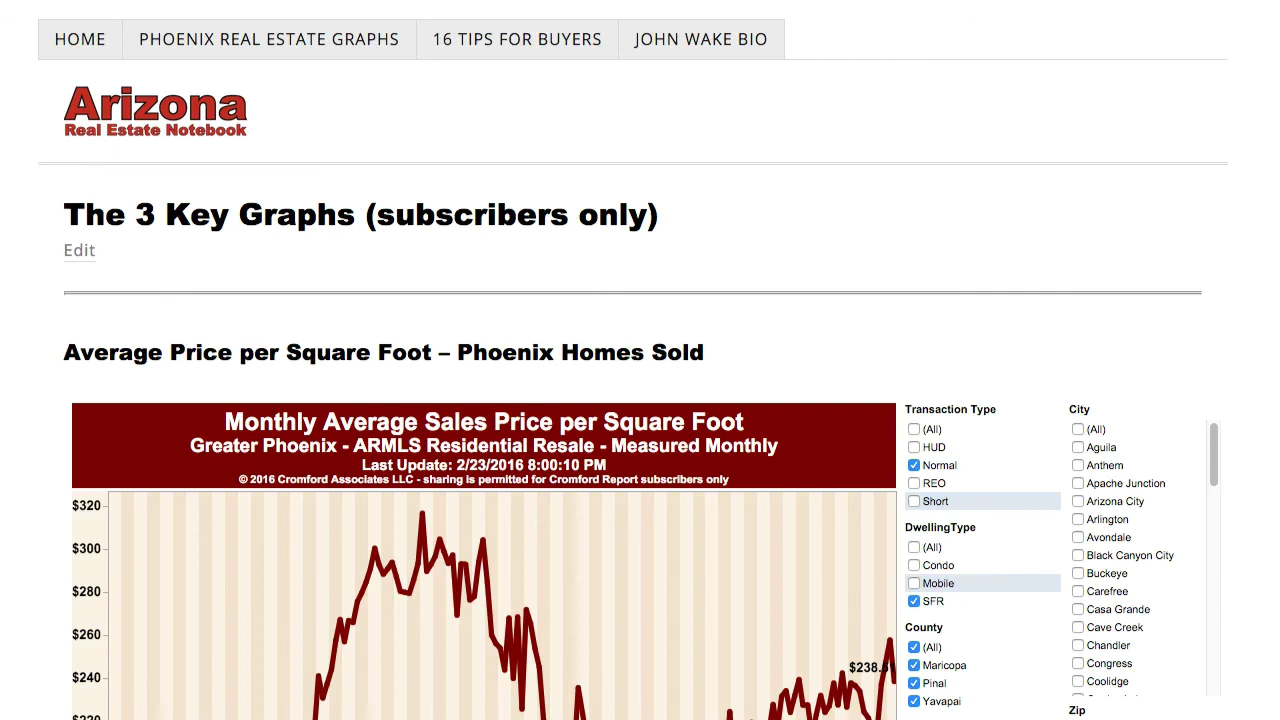 HOME PHOENIX REAL ESTATE GRAPHS 16 TIPS FOR BUYERS JOHN WAKE BIO
Arizona
Real Estate Notebook
The 3 Key Graphs (subscribers only)
Edit
Average Price per Square Foot – Phoenix Homes Sold
Monthly Average Sales Price per Square Foot
Greater Phoenix - ARMLS Residential Resale - Measured Monthly
Last Update: 2/23/2016 8:00:10 PM
© 2016 Cromford Associates LLC - sharing is permitted for Cromford Report subscribers only
$320
$300
$280
$260
$240
$220
Transaction Type
(All)
HUD
Normal
REO
Short
DwellingType
(All)
Condo
Mobile
SFR
County
(All)
Maricopa
Pinal
Yavapai
City
(All)
Aguila
Anthem
Apache Junction
Arizona City
Arlington
Avondale
Black Canyon City
Buckeye
Carefree
Casa Grande
Cave Creek
Chandler
Congress
Coolidge
Zip